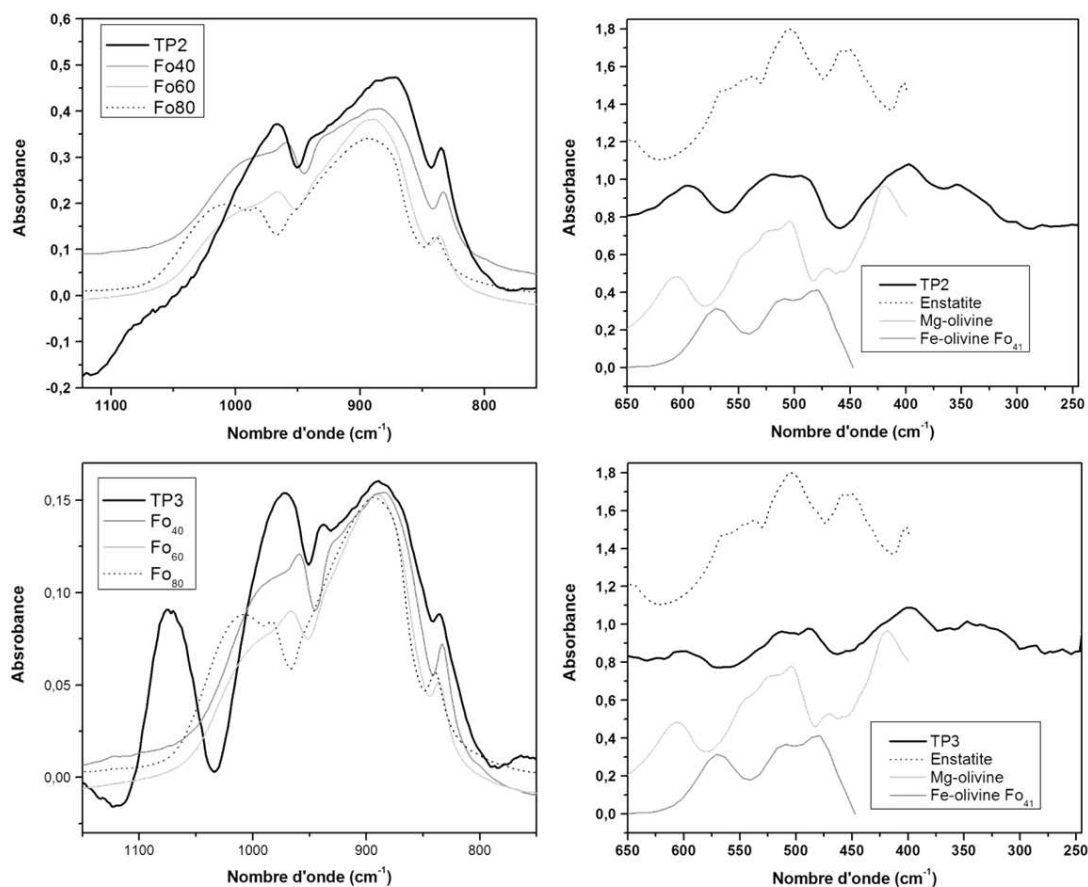 0,6
0,5
0,4
0,3
0,2
0,1
0,0
-0,1
-0,2
Absorbance
TP2
Fo40
Fo60
Fo80
1100 1000 900 800
Nombre d'onde (cm-1)
1,8
1,6
1,4
1,2
1,0
0,8
0,6
0,4
0,2
0,0
Absorbance
TP2
Enstatite
Mg-olivine
Fe-olivine Fo41
650 600 550 500 450 400 350 300 250
Nombre d'onde (cm-1)
0,15
0,10
0,05
0,00
Absrobance
TP3
Fo40
Fo60
Fo80
1100 1000 900 800
Nombre d'onde (cm-1)
1,8
1,6
1,4
1,2
1,0
0,8
0,6
0,4
0,2
0,0
Absorbance
TP3
Enstatite
Mg-olivine
Fe-olivine Fo41
650 600 550 500 450 400 350 300 250
Nombre d'onde (cm-1)